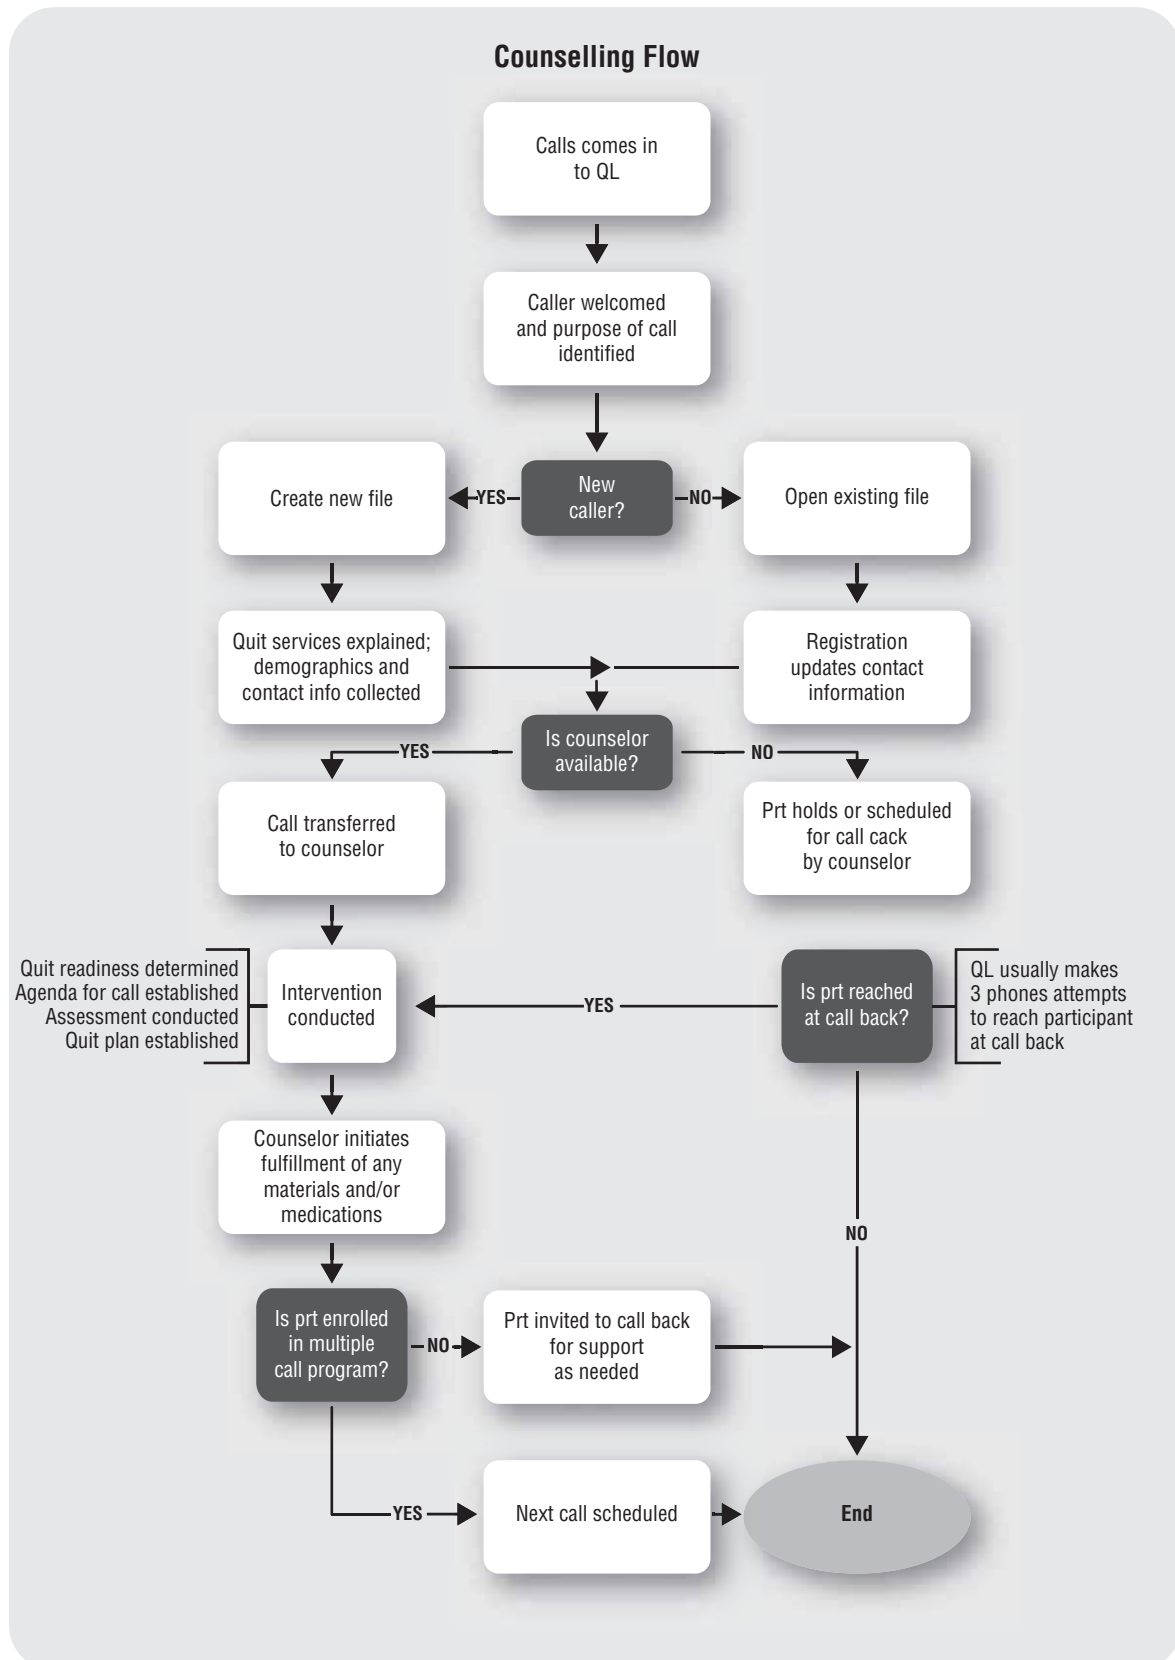 Counselling Flow
Calls comes in
to QL
Caller welcomed
and purpose of call
identified
New
caller?
YES
NO
Create new file
Open existing file
Quit services explained;
demographics and
contact info collected
Registration
updates contact
information
Is counselor
available?
YES
NO
Call transferred
to counselor
Prt holds or scheduled
for call cack
by counselor
Quit readiness determined
Agenda for call established
Assessment conducted
Quit plan established
Intervention
conducted
YES
Is prt reached
at call back?
QL usually makes
3 phones attempts
to reach participant
at call back
Counselor initiates
fulfillment of any
materials and/or
medications
NO
Is prt enrolled
in multiple
call program?
NO
Prt invited to call back
for support
as needed
YES
Next call scheduled
End